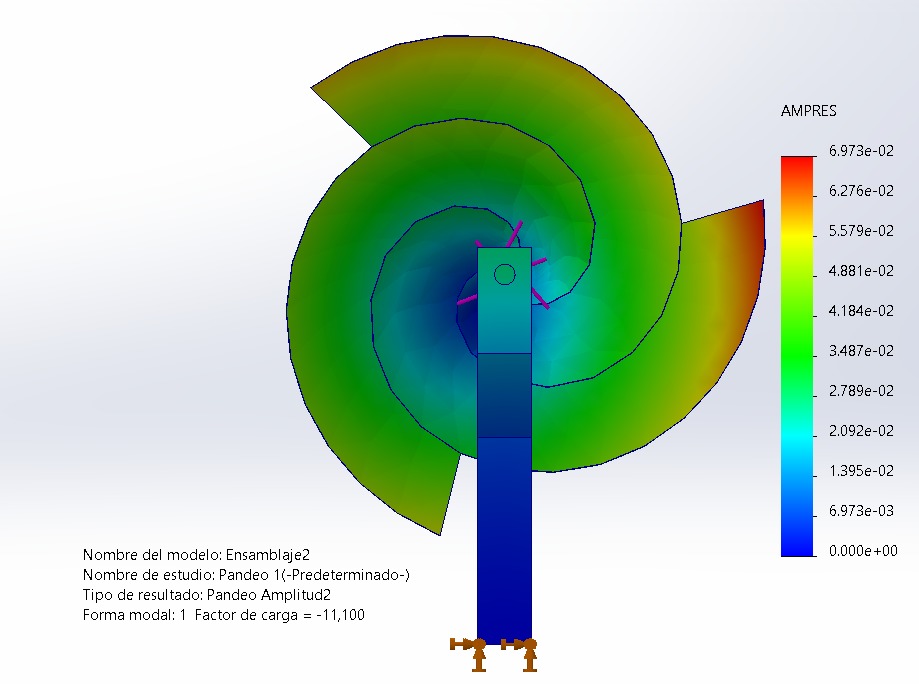 AMPRES
6.973e-02
6.276e-02
5.579e-02
4.881e-02
4.184e-02
3.487e-02
2.789e-02
2.092e-02
1.395e-02
6.973e-03
0.000e+00
Nombre del modelo: Ensamblaje2
Nombre de estudio: Pandeo 1(-Predeterminado-)
Tipo de resultado: Pandeo Amplitud2
Forma modal: 1 Factor de carga = -11,100